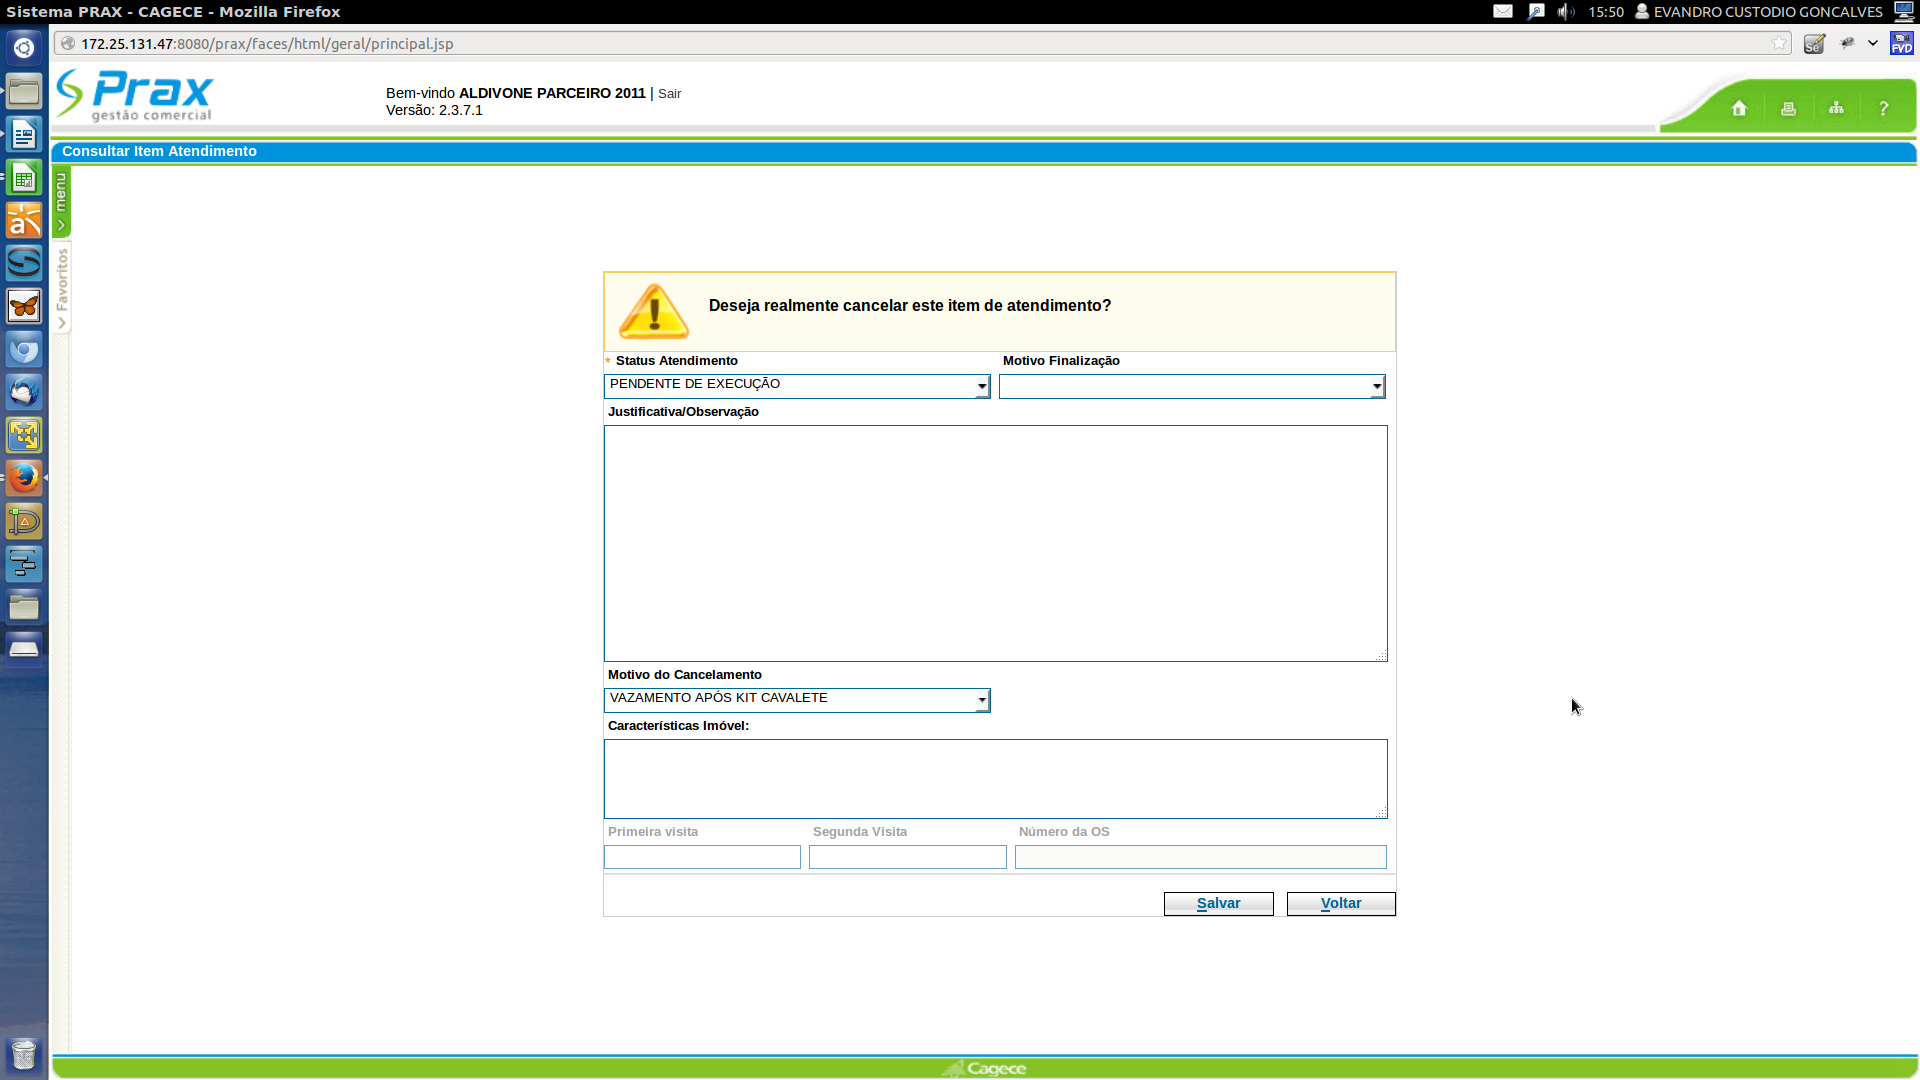 Sistema PRAX - CAGECE - Mozilla Firefox
15:50 EVANDRO CUSTODIO GONCALVES
172.25.131.47:8080/prax/faces/html/geral/principal.jsp
Se
FVD
Prax
gestão comercial
Bem-vindo ALDIVONE PARCEIRO 2011 | Sair
Versão: 2.3.7.1
?
Consultar Item Atendimento
menu
Favoritos
Deseja realmente cancelar este item de atendimento?
* Status Atendimento Motivo Finalização
PENDENTE DE EXECUÇÃO
Justificativa/Observação
Motivo do Cancelamento
VAZAMENTO APÓS KIT CAVALETE
Características Imóvel:
Primeira visita Segunda Visita Número da OS
Salvar Voltar
Cagece